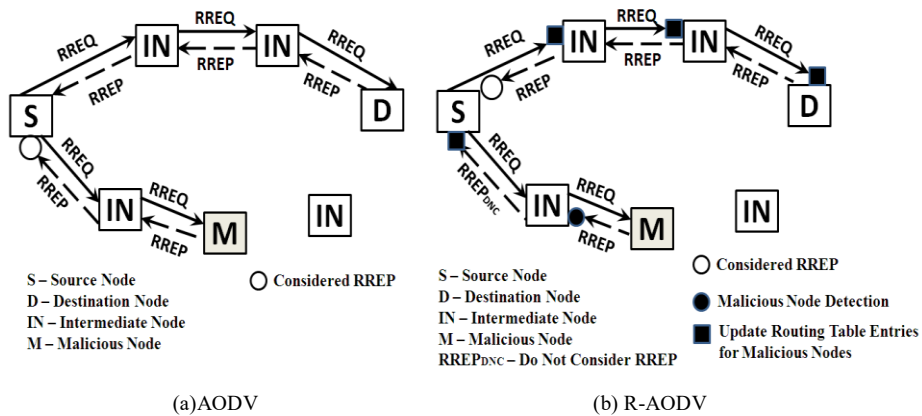 RREQ
RREQ
IN
IN
RREQ
RREP
RREP
RREP
S
D
RREQ
RREP
RREQ
IN
IN
M
RREP
Considered RREP
S – Source Node
D – Destination Node
IN – Intermediate Node
M – Malicious Node
(a)AODV
RREQ
RREQ
IN
IN
RREQ
RREP
RREP
RREP
S
D
RREQ
RREPDNC
RREQ
IN
IN
M
RREP
Considered RREP
S – Source Node
D – Destination Node
IN – Intermediate Node
M – Malicious Node
RREPDNC – Do Not Consider RREP
Malicious Node Detection
Update Routing Table Entries
for Malicious Nodes
(b) R-AODV